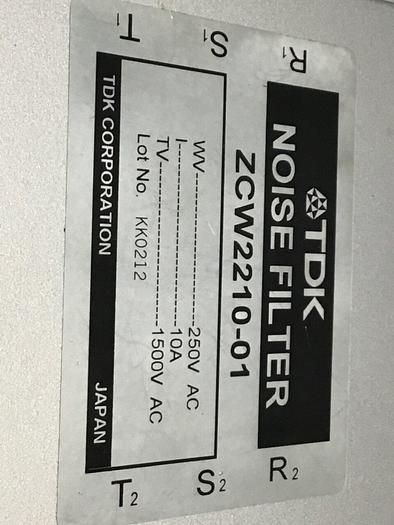 R1
S1
T1
TDK
NOISE FILTER
ZCW2210-01
WV--------------------250V AC
I----------------------10A
TV--------------------1500V AC
Lot No. KK0212
TDK CORPORATION JAPAN
R2
S2
T2